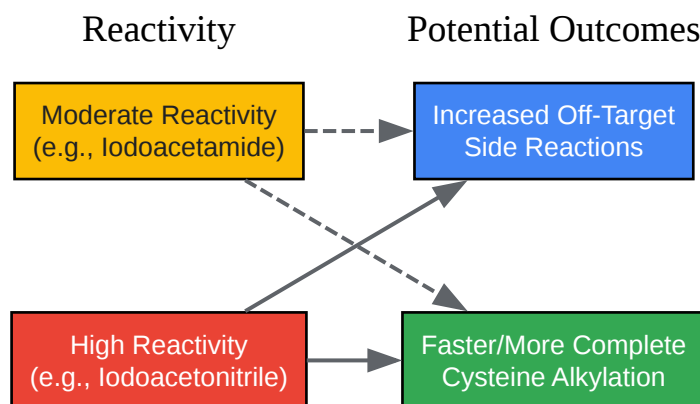 Reactivity
Potential Outcomes
Moderate Reactivity
(e.g., Iodoacetamide)
Increased Off-Target
Side Reactions
High Reactivity
(e.g., Iodoacetonitrile)
Faster/More Complete
Cysteine Alkylation